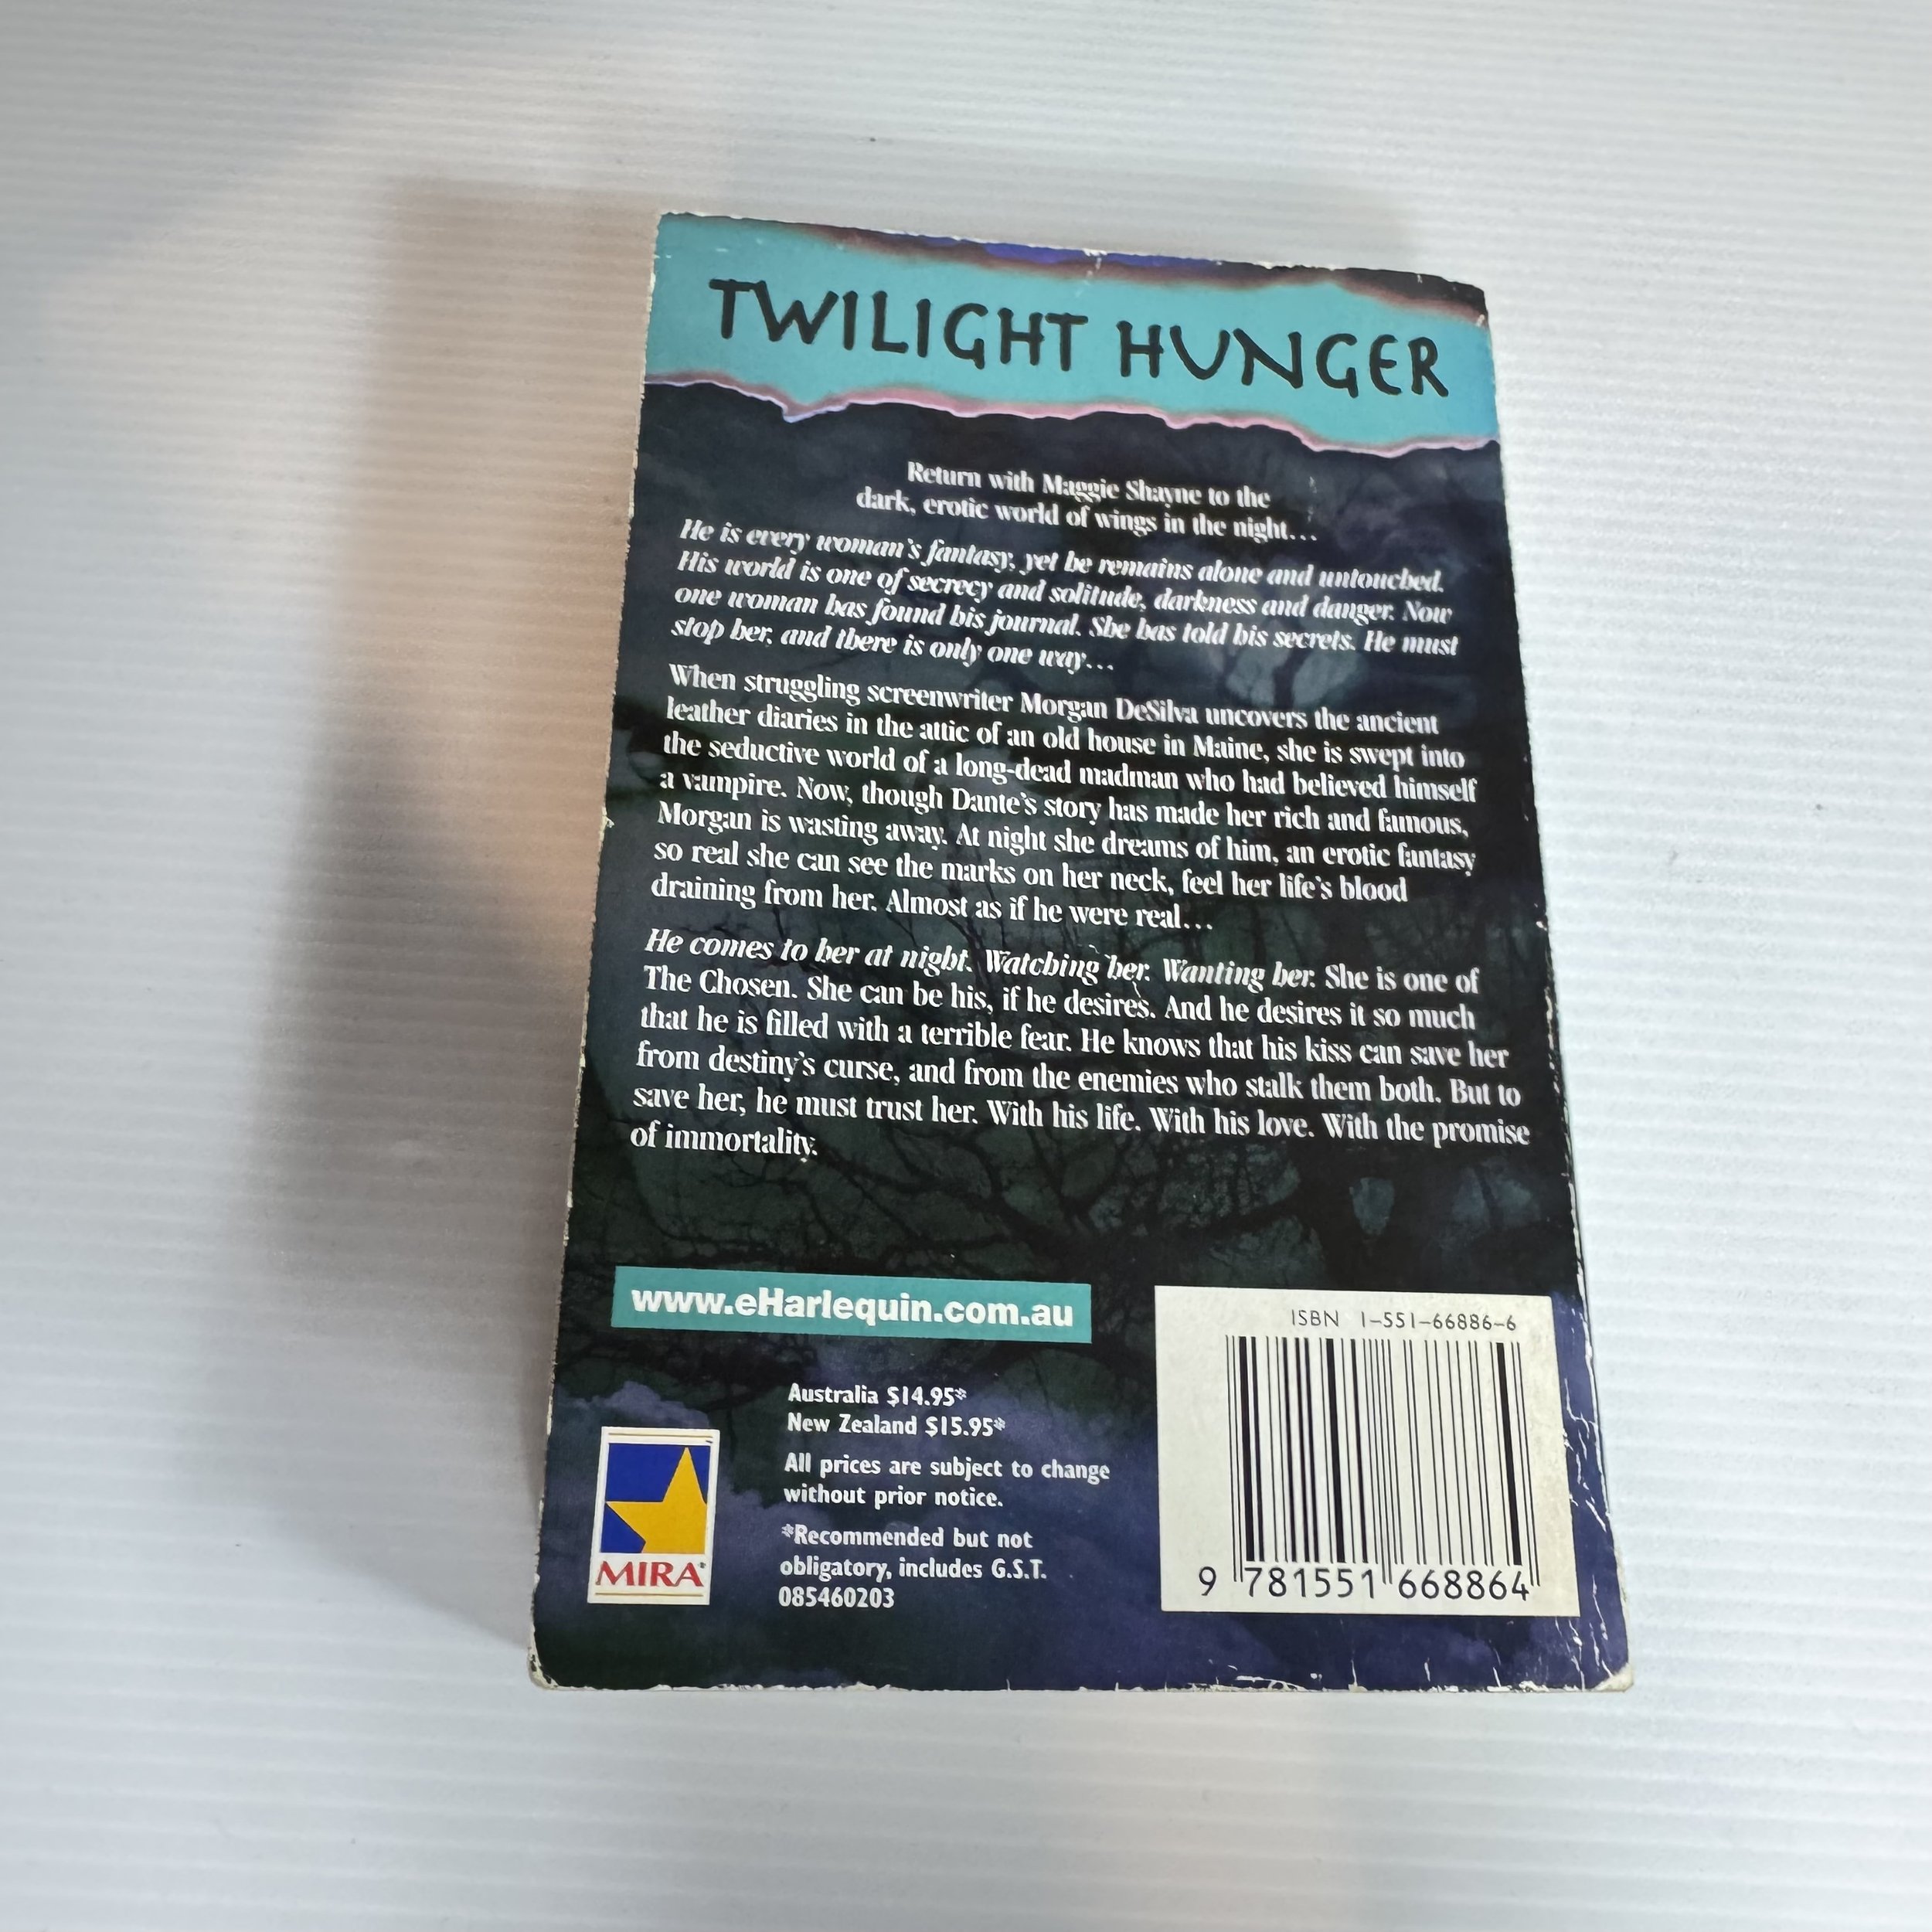 TWILIGHT HUNGER
Return with Maggie Shayne to the
dark, erotic world of wings in the night...
He is every woman's fantasy, yet he remains alone and untouched.
His world is one of secrecy and solitude, darkness and danger. Now
one woman has found his journal. She has told his secrets. He must
stop her, and there is only one way...
When struggling screenwriter Morgan DeSilva uncovers the ancient
leather diaries in the attic of an old house in Maine, she is swept into
the seductive world of a long-dead madman who had believed himself
a vampire. Now, though Dante's story has made her rich and famous,
Morgan is wasting away. At night she dreams of him, an erotic fantasy
so real she can see the marks on her neck, feel her life's blood
draining from her. Almost as if he were real...
He comes to her at night. Watching her. Wanting her. She is one of
The Chosen. She can be his, if he desires. And he desires it so much
that he is filled with a terrible fear. He knows that his kiss can save her
from destiny's curse, and from the enemies who stalk them both. But to
save her, he must trust her. With his life. With his love. With the promise
of immortality.
www.eHarlequin.com.au
ISBN 1-551-66886-6
9 781551 668864
Australia $14.95*
New Zealand $15.95*
All prices are subject to change
without prior notice.
*Recommended but not
obligatory, includes G.S.T.
085460203
MIRA®